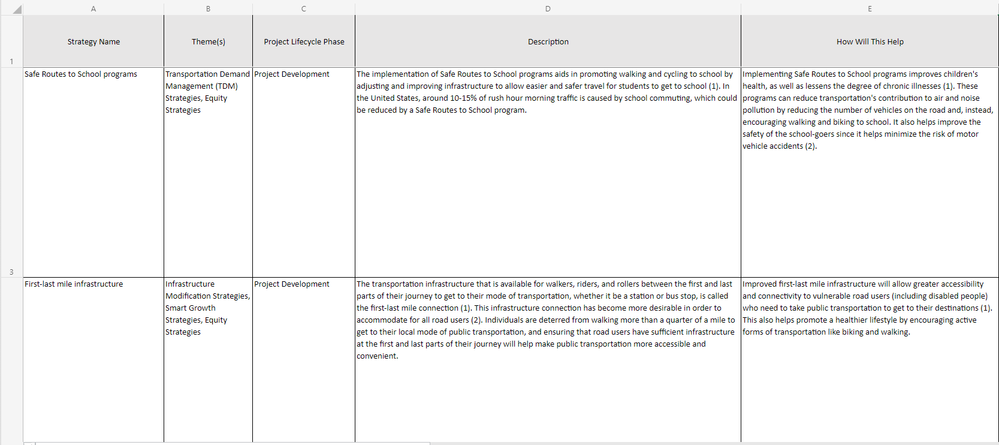 A B C D E
Strategy Name
Theme(s)
Project Lifecycle Phase
Description
How Will This Help
1
Safe Routes to School programs
Transportation Demand
Management (TDM)
Strategies, Equity
Strategies
Project Development
The implementation of Safe Routes to School programs aids in promoting walking and cycling to school by
adjusting and improving infrastructure to allow easier and safer travel for students to get to school (1). In
the United States, around 10-15% of rush hour morning traffic is caused by school commuting, which could
be reduced by a Safe Routes to School program.
Implementing Safe Routes to School programs improves children's
health, as well as lessens the degree of chronic illnesses (1). These
programs can reduce transportation's contribution to air and noise
pollution by reducing the number of vehicles on the road and, instead,
encouraging walking and biking to school. It also helps improve the
safety of the school-goers since it helps minimize the risk of motor
vehicle accidents (2).
3
First-last mile infrastructure
Infrastructure
Modification Strategies,
Smart Growth
Strategies, Equity
Strategies
Project Development
The transportation infrastructure that is available for walkers, riders, and rollers between the first and last
parts of their journey to get to their mode of transportation, whether it be a station or bus stop, is called
the first-last mile connection (1). This infrastructure connection has become more desirable in order to
accommodate for all road users (2). Individuals are deterred from walking more than a quarter of a mile to
get to their local mode of public transportation, and ensuring that road users have sufficient infrastructure
at the first and last parts of their journey will help make public transportation more accessible and
convenient.
Improved first-last mile infrastructure will allow greater accessibility
and connectivity to vulnerable road users (including disabled people)
who need to take public transportation to get to their destinations (1).
This also helps promote a healthier lifestyle by encouraging active
forms of transportation like biking and walking.